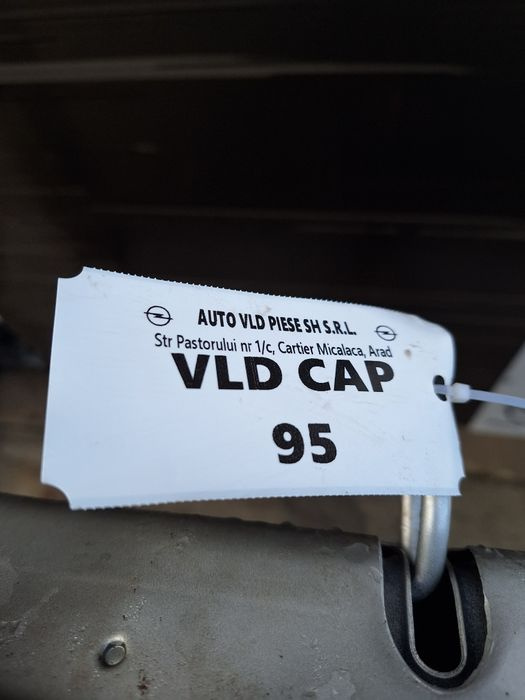 AUTO VLD PIESE SH S.R.L.
Str Pastorului nr 1/c, Cartier Micalaca, Arad
VLD CAP
95